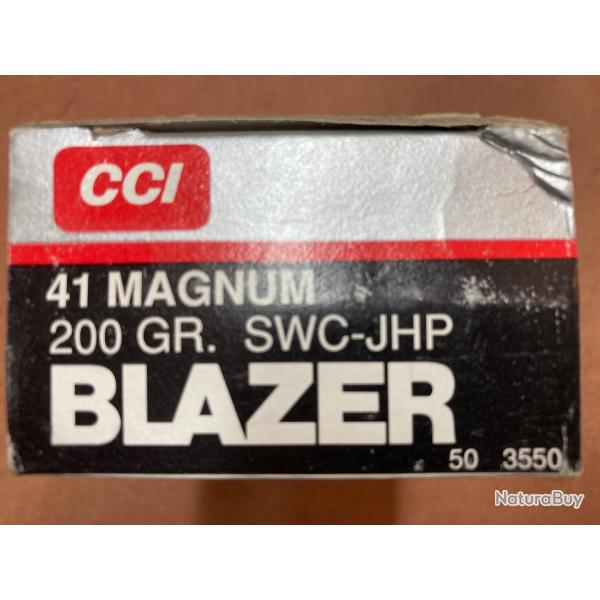 CCI
41 MAGNUM
200 GR. SWC-JHP
BLAZER
50 3550
NaturaBuy